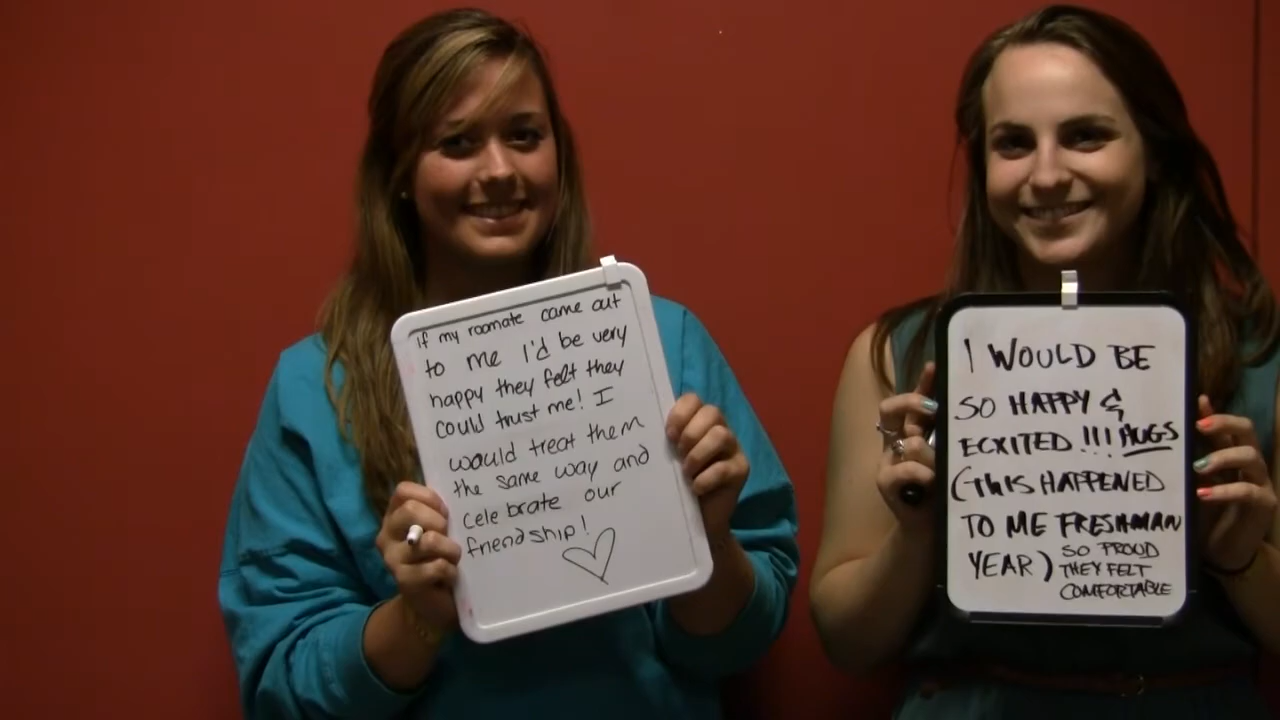 if my roomate came out
to me I'd be very
happy they felt they
could trust me! I
would treat them
the same way and
celebrate our
friendship!
I WOULD BE
SO HAPPY &
ECXITED!!! HUGS
(THIS HAPPENED
TO ME FRESHMAN
YEAR) SO PROUD
THEY FELT
COMFORTABLE